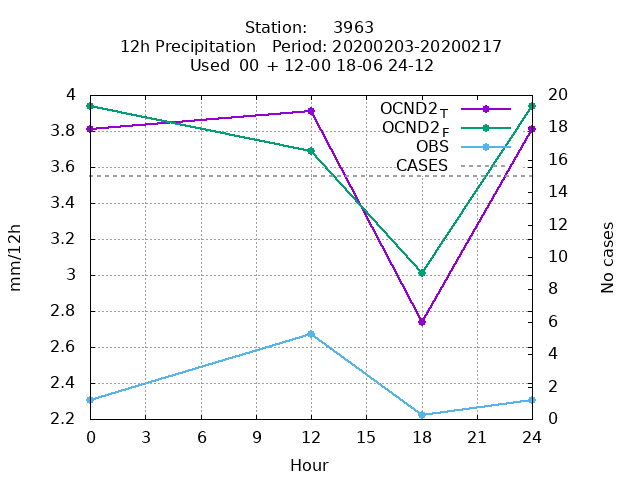 Station: 3963
12h Precipitation Period: 20200203-20200217
Used 00 + 12-00 18-06 24-12
4 20
OCND2T
3.8 OCND2F 18
OBS
3.6 CASES 16
3.4 14
3.2 12
3 10
8
2.8
6
2.6
4
2.4 2
2.2 0
0 3 6 9 12 15 18 21 24
Hour
mm/12h
No cases